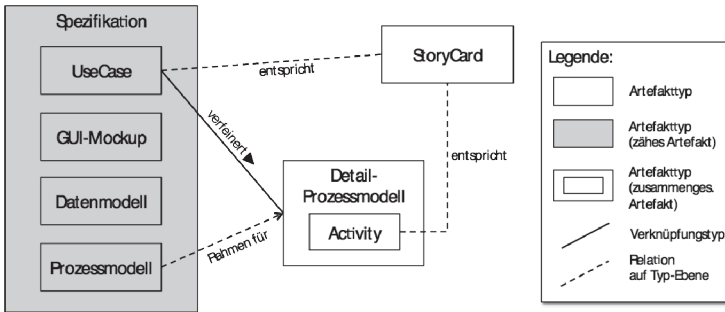 Spezifikation
UseCase
GUI-Mockup
Datenmodell
Prozessmodell
entspricht
StoryCard
verfeinert
entspricht
Detail-
Prozessmodell
Activity
Rahmen für
Legende:
Artefakttyp
Artefakttyp
(zähes Artefakt)
Artefakttyp
(zusammenges.
Artefakt)
Verknüpfungstyp
Relation
auf Typ-Ebene